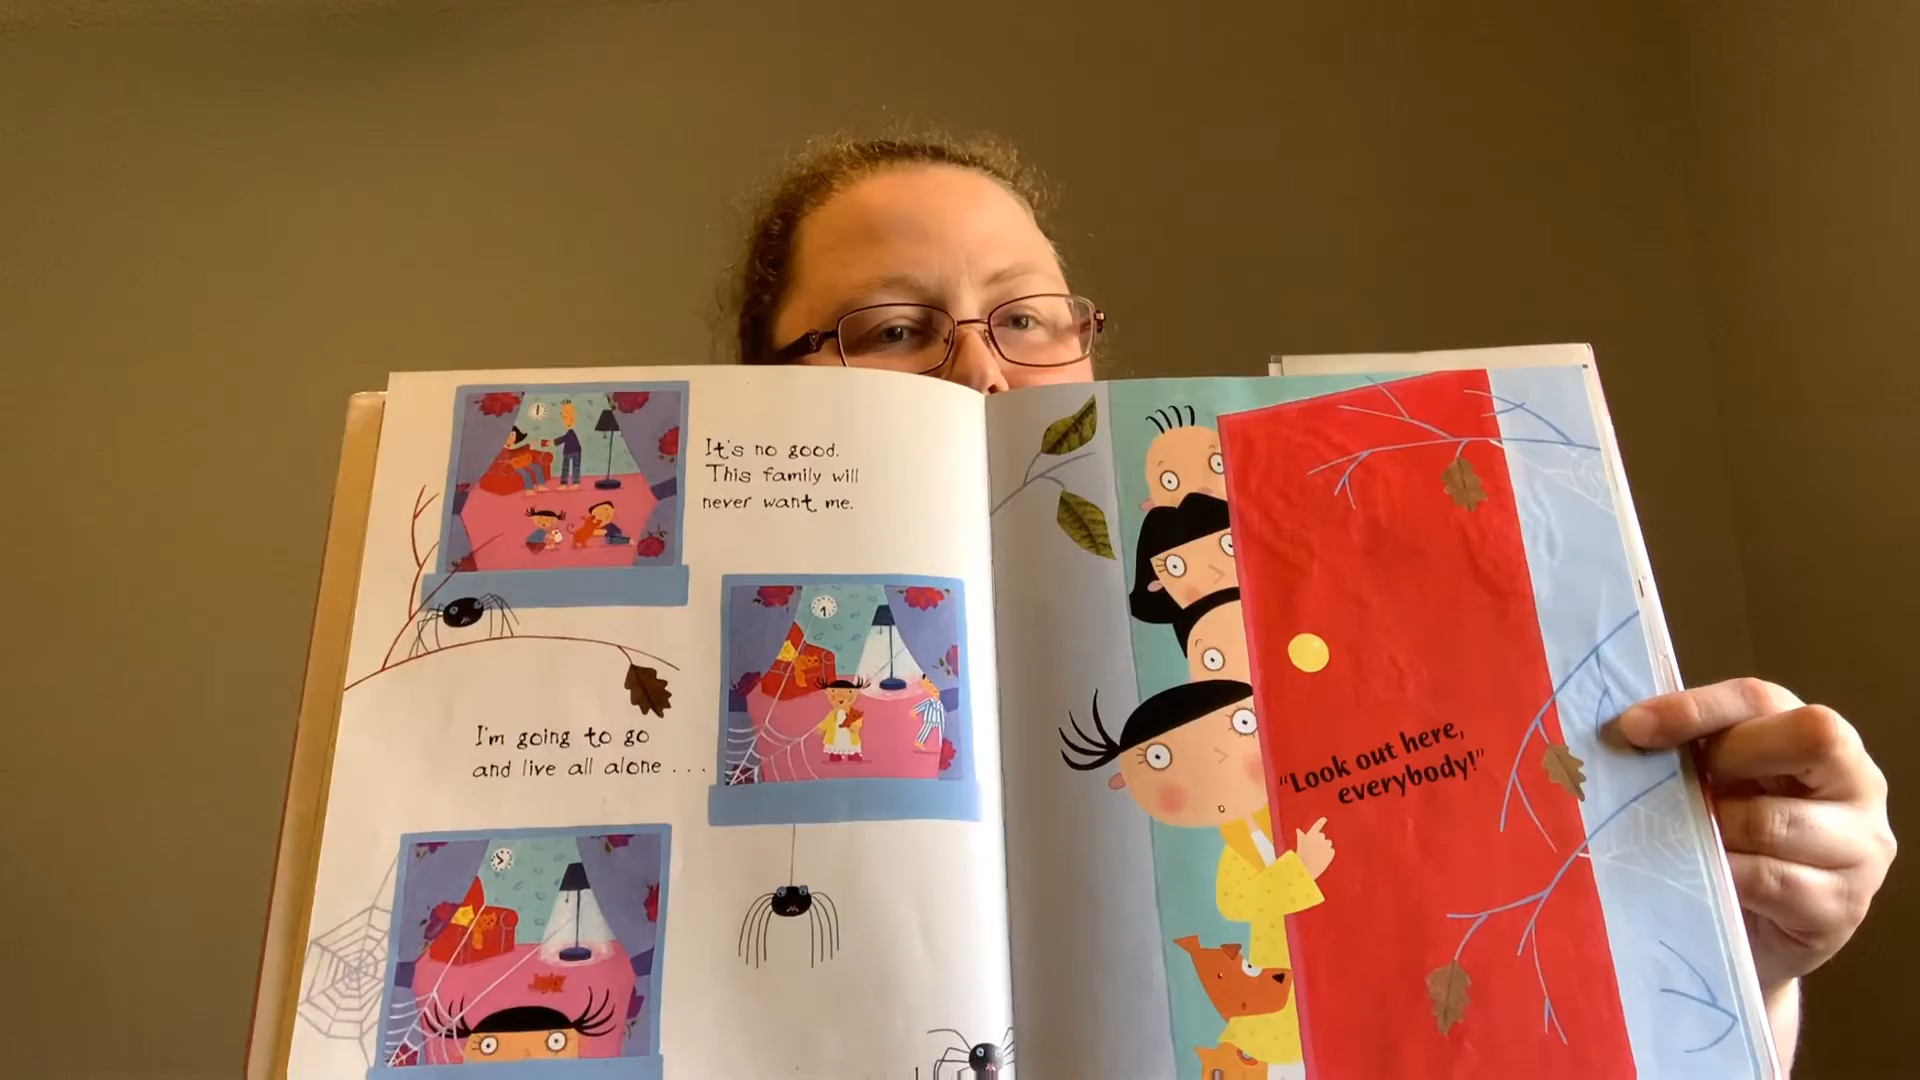 It's no good.
This family will
never want me.
I'm going to go
and live all alone . . .
"Look out here,
everybody!"